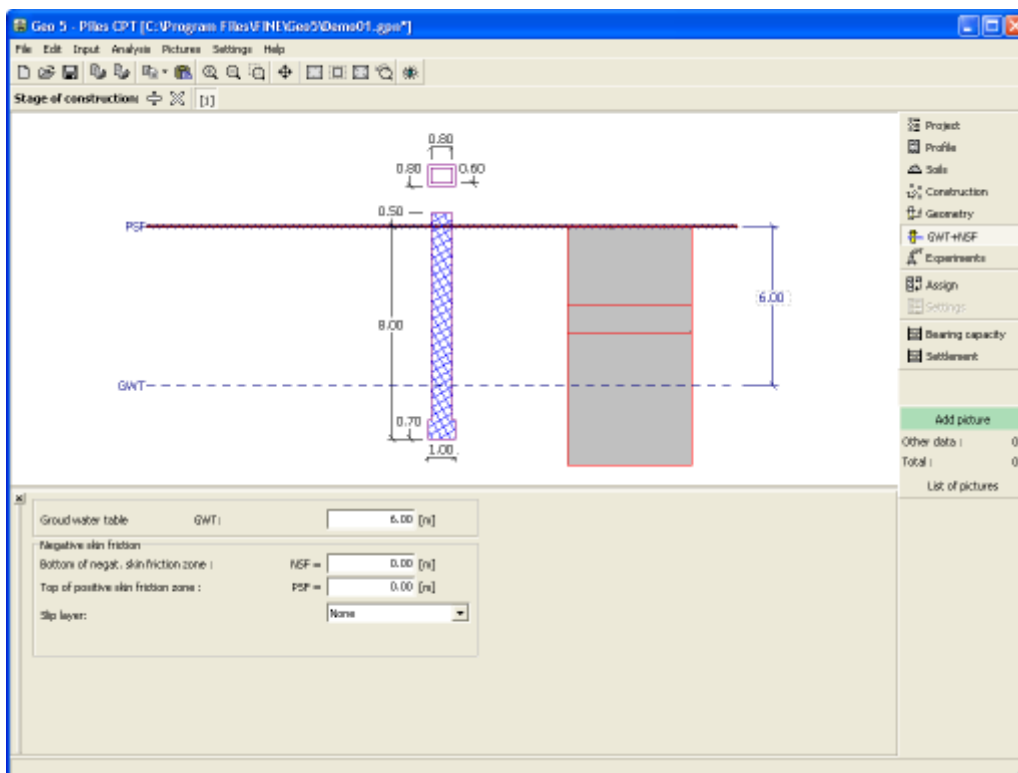 Geo 5 - Piles CPT [C:\Program Files\FINE\Geo5\Demo01.gpn*]
File Edit Input Analysis Pictures Settings Help
Stage of construction: [1]
0.80
0.80 0.60
0.50
PSF
6.00
8.00
GWT
0.70
1.00
Project
Profile
Soils
Construction
Geometry
GWT+NSF
Experiments
Assign
Settings
Bearing capacity
Settlement
Add picture
Other data : 0
Total : 0
List of pictures
Groud water table GWT: 6.00 [m]
Negative skin friction
Bottom of negat. skin friction zone : NSF = 0.00 [m]
Top of positive skin friction zone : PSF = 0.00 [m]
Slip layer: None